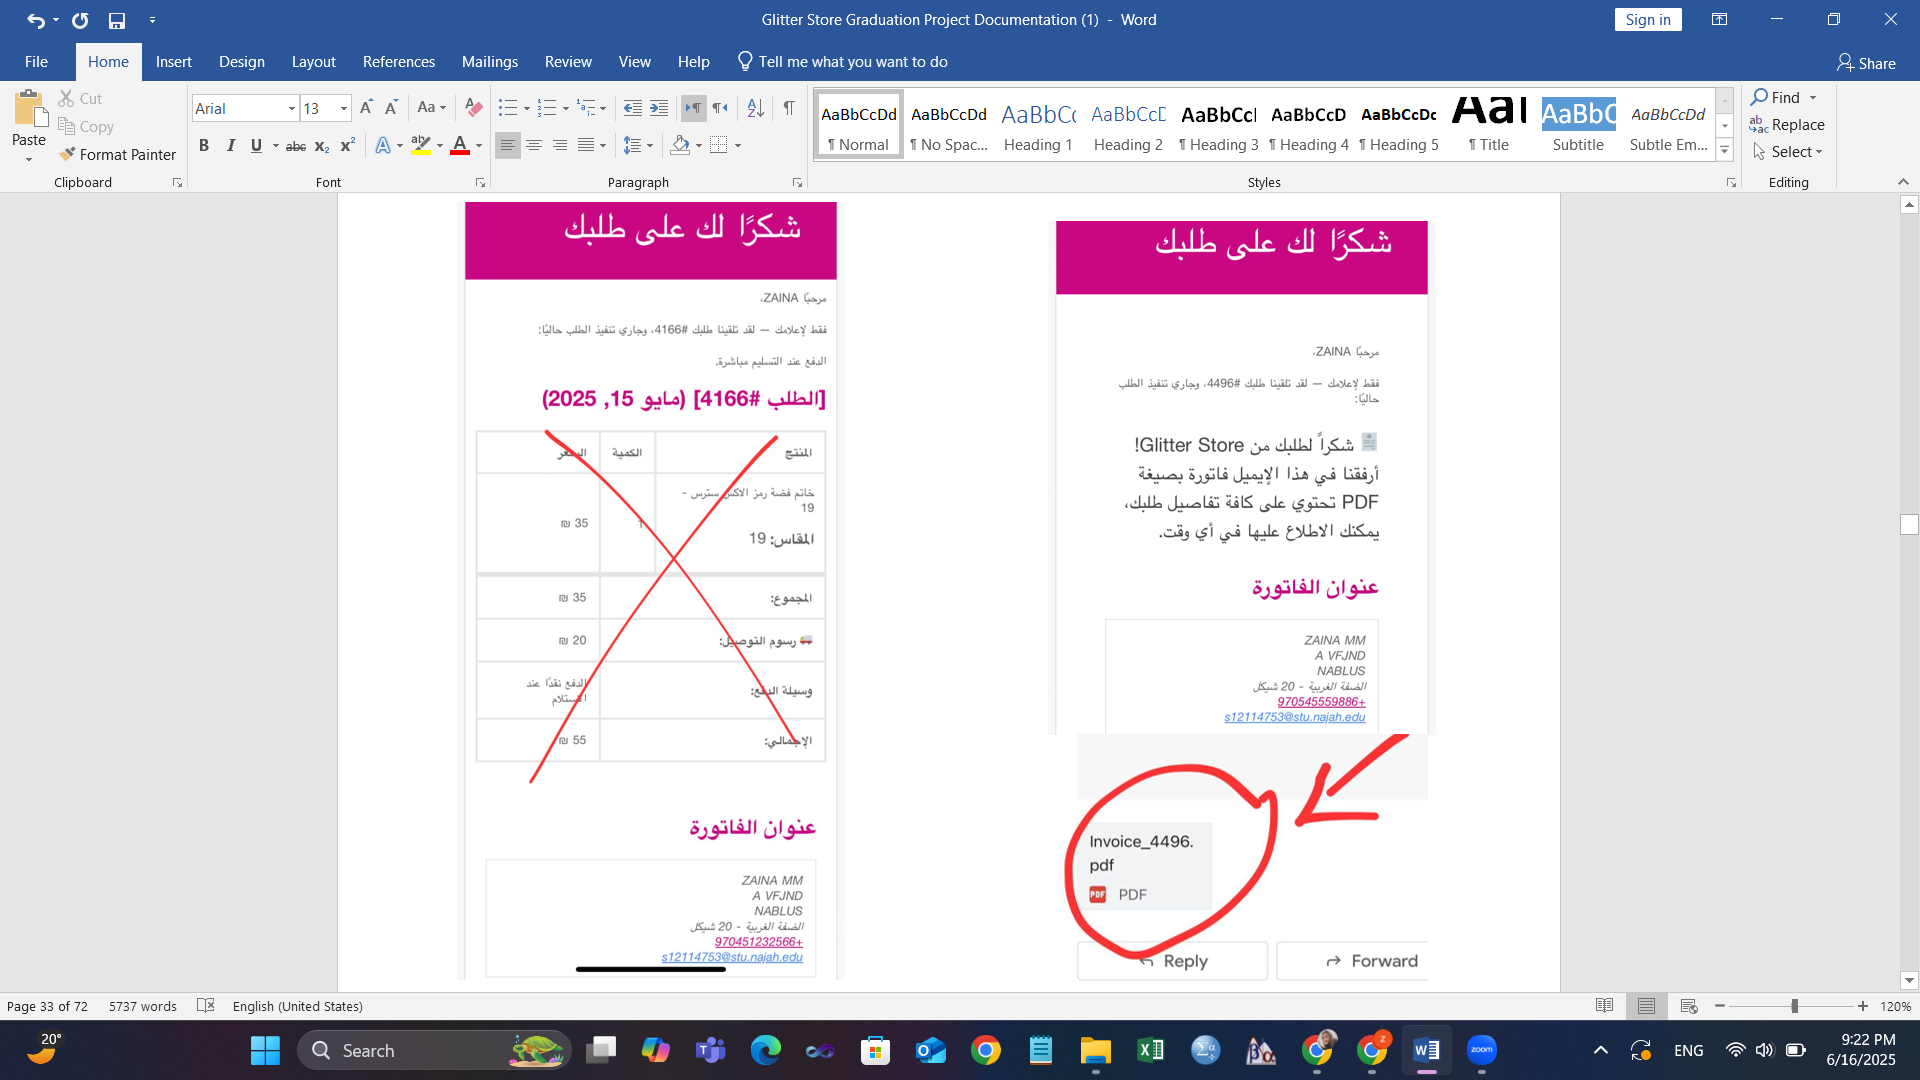 Glitter Store Graduation Project Documentation (1) - Word
Sign in
File Home Insert Design Layout References Mailings Review View Help Tell me what you want to do
Share
Paste
Cut
Copy
Format Painter
Clipboard
Arial 13
Font
Paragraph
AaBbCcDd AaBbCcDd AaBbCc AaBbCcD AaBbCcI AaBbCcD AaBbCcDc AaI AaBbC AaBbCcDd
¶ Normal ¶ No Spac... Heading 1 Heading 2 ¶ Heading 3 ¶ Heading 4 ¶ Heading 5 ¶ Title Subtitle Subtle Em...
Styles
Find
Replace
Select
Editing
شكرًا لك على طلبك
مرحبًا ZAINA،
فقط لإعلامك — لقد تلقينا طلبك #4166، وجاري تنفيذ الطلب حاليًا:
الدفع عند التسليم مباشرة.
[الطلب #4166] (مايو 15, 2025)
المنتج الكمية السعر
خاتم فضة رمز الاكس سترس - 19 1 35 ₪
المقاس: 19
المجموع: 35 ₪
رسوم التوصيل: 20 ₪
وسيلة الدفع: الدفع نقدًا عند الاستلام
الإجمالي: 55 ₪
عنوان الفاتورة
ZAINA MM
A VFJND
NABLUS
الضفة الغربية - 20 شيكل
+970451232566
s12114753@stu.najah.edu
شكرًا لك على طلبك
مرحبًا ZAINA،
فقط لإعلامك — لقد تلقينا طلبك #4496، وجاري تنفيذ الطلب
حاليًا:
شكراً لطلبك من Glitter Store!
أرفقنا في هذا الإيميل فاتورة بصيغة
PDF تحتوي على كافة تفاصيل طلبك،
يمكنك الاطلاع عليها في أي وقت.
عنوان الفاتورة
ZAINA MM
A VFJND
NABLUS
الضفة الغربية - 20 شيكل
+970545559886
s12114753@stu.najah.edu
Invoice_4496.
pdf
PDF PDF
Reply Forward
Page 33 of 72 5737 words English (United States) 120%
20° Search zoom ENG 9:22 PM
6/16/2025